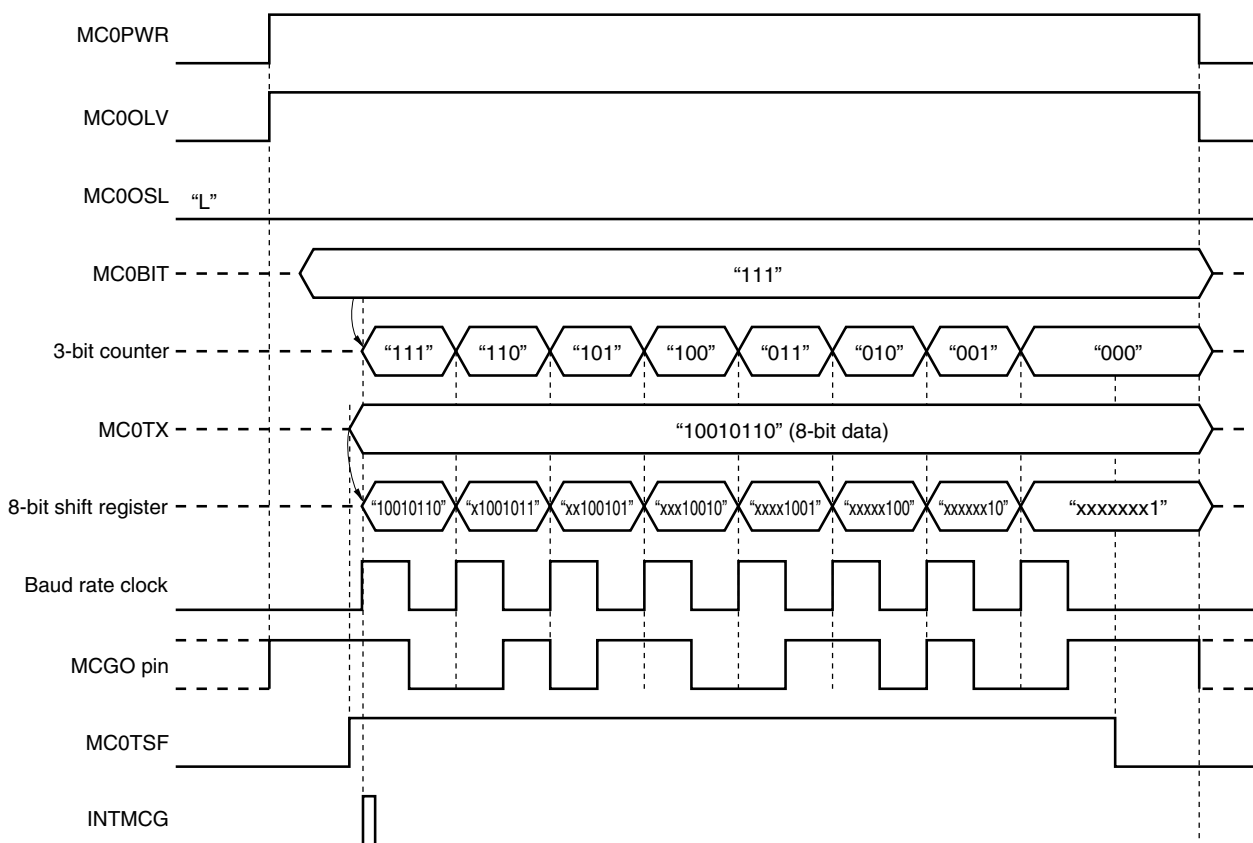 MC0PWR
MC0OLV
MC0OSL “L”
MC0BIT “111”
3-bit counter “111” “110” “101” “100” “011” “010” “001” “000”
MC0TX “10010110” (8-bit data)
8-bit shift register “10010110” “x1001011” “xx100101” “xxx10010” “xxxx1001” “xxxxx100” “xxxxxx10” “xxxxxxx1”
Baud rate clock
MCGO pin
MC0TSF
INTMCG